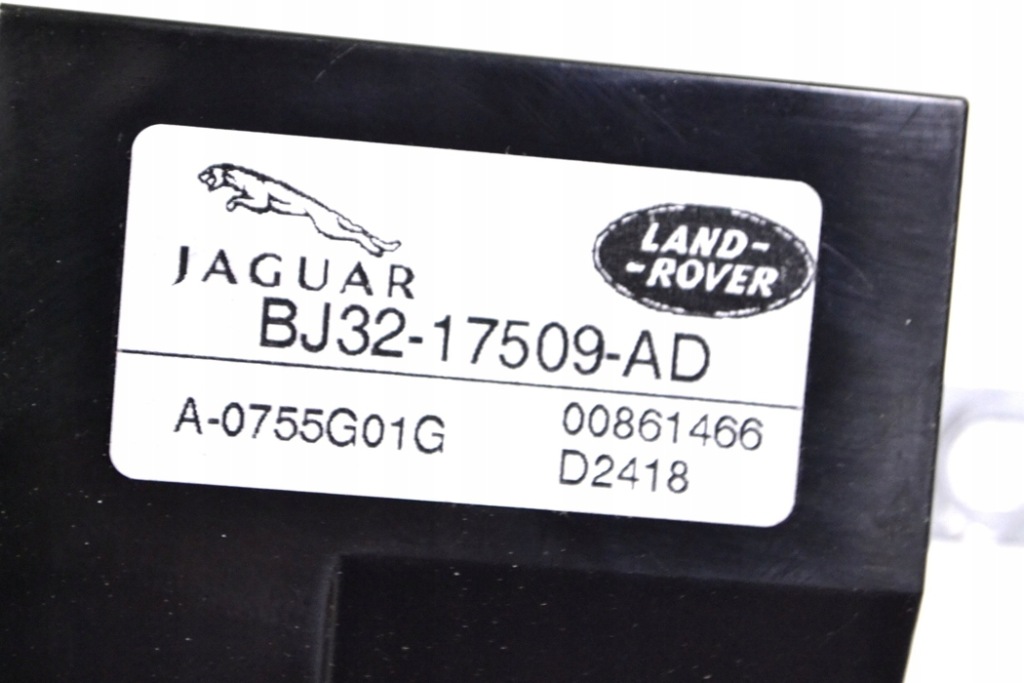 JAGUAR
LAND-
-ROVER
BJ32-17509-AD
A-0755G01G
00861466
D2418